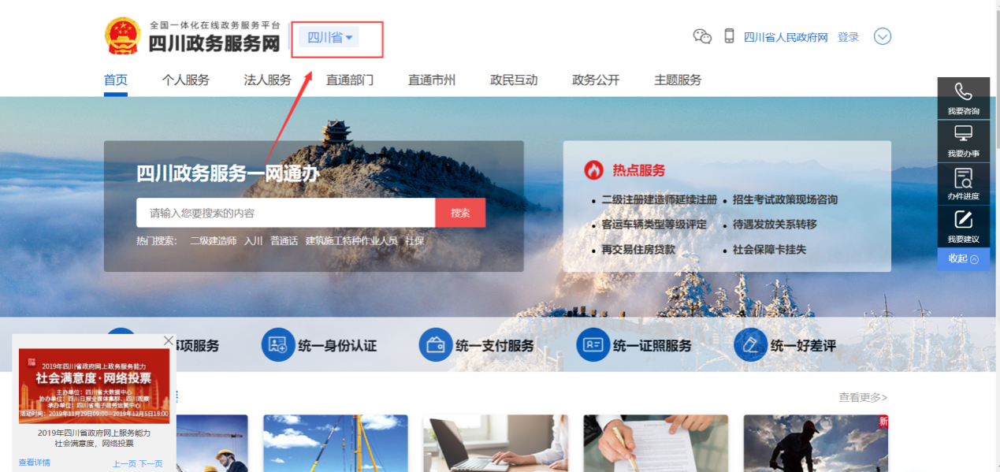 全国一体化在线政务服务平台
四川政务服务网
四川省
四川省人民政府网
登录
首页 个人服务 法人服务 直通部门 直通市州 政民互动 政务公开 主题服务
四川政务服务一网通办
请输入您要搜索的内容 搜索
热门搜索: 二级建造师 入川 普通话 建筑施工特种作业人员 社保
热点服务
二级注册建造师延续注册 招生考试政策现场咨询
客运车辆类型等级评定 待遇发放关系转移
再交易住房贷款 社会保障卡挂失
我要咨询
我要办事
办件进度
我要建议
收起
事项服务 统一身份认证 统一支付服务 统一证照服务 统一好差评
查看更多>
新
2019年四川省政府网上政务服务能力
社会满意度·网络投票
主办单位：四川省大数据中心
协办单位：四川日报全媒体集群、四川观察
承办单位：四川省电子政务运营中心
活动时间：2019年11月29日09:00—2019年12月5日18:00
2019年四川省政府网上服务能力
社会满意度，网络投票
查看详情 上一页 下一页